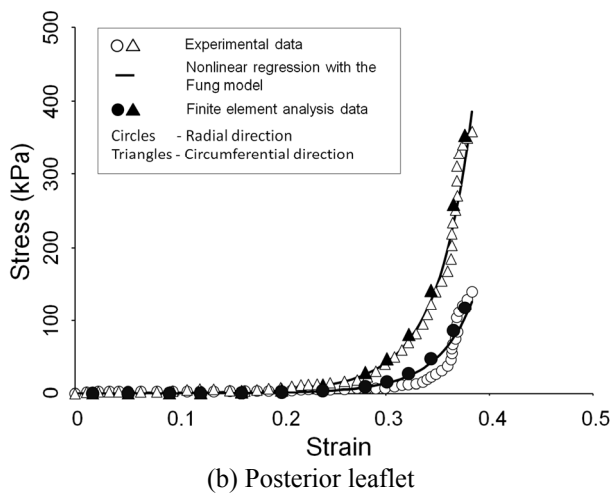 500
400
300
200
100
0
Stress (kPa)
Experimental data
Nonlinear regression with the
Fung model
Finite element analysis data
Circles - Radial direction
Triangles - Circumferential direction
0 0.1 0.2 0.3 0.4 0.5
Strain
(b) Posterior leaflet